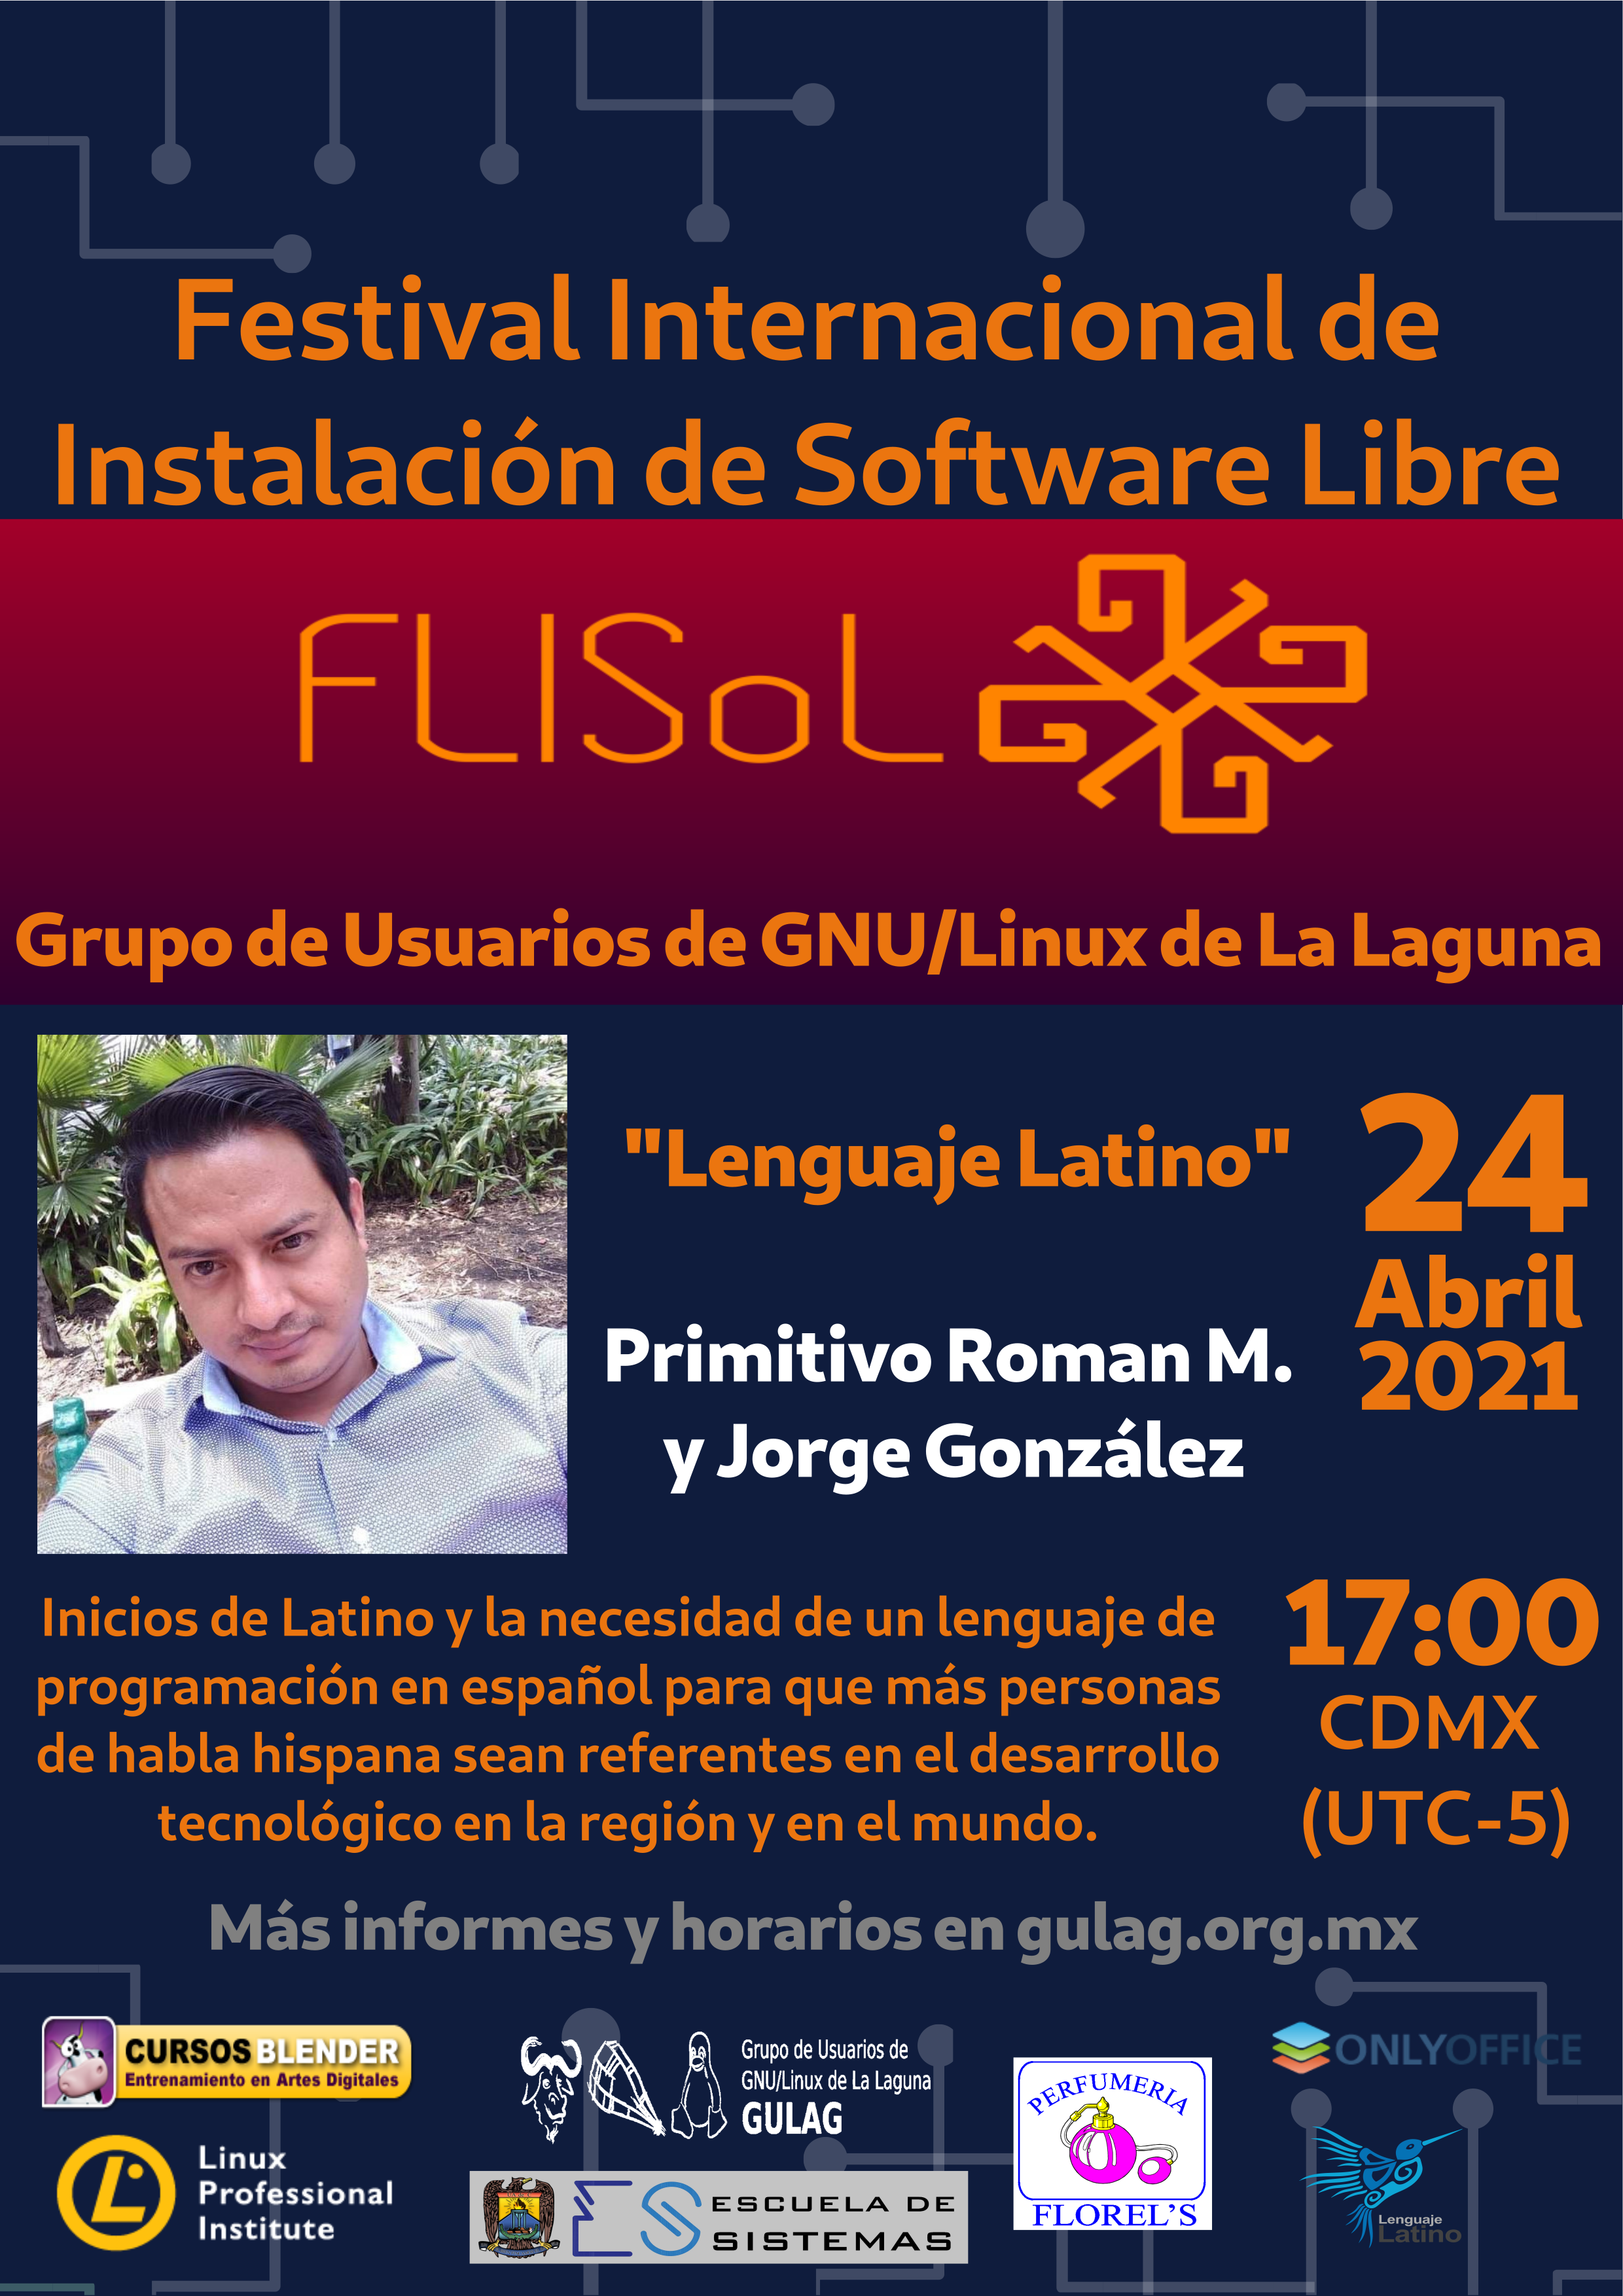 Festival Internacional de
Instalación de Software Libre
FLISoL
Grupo de Usuarios de GNU/Linux de La Laguna
"Lenguaje Latino"
24
Abril
2021
Primitivo Roman M.
y Jorge González
Inicios de Latino y la necesidad de un lenguaje de
programación en español para que más personas
de habla hispana sean referentes en el desarrollo
tecnológico en la región y en el mundo.
17:00
CDMX
(UTC-5)
Más informes y horarios en gulag.org.mx
CURSOS BLENDER
Entrenamiento en Artes Digitales
Grupo de Usuarios de
GNU/Linux de La Laguna
GULAG
PERFUMERIA
FLOREL'S
ONLYOFFICE
Linux
Professional
Institute
ES
ESCUELA DE
SISTEMAS
Lenguaje
Latino